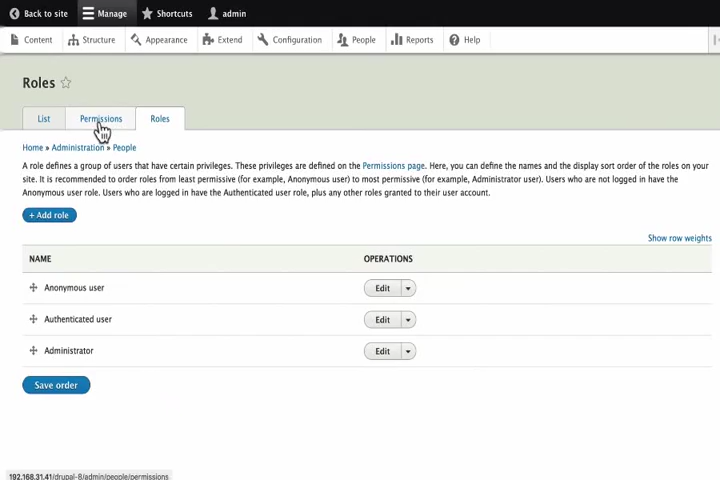 Back to site Manage Shortcuts admin
Content Structure Appearance Extend Configuration People Reports Help
Roles
List Permissions Roles
Home » Administration » People
A role defines a group of users that have certain privileges. These privileges are defined on the Permissions page. Here, you can define the names and the display sort order of the roles on your
site. It is recommended to order roles from least permissive (for example, Anonymous user) to most permissive (for example, Administrator user). Users who are not logged in have the
Anonymous user role. Users who are logged in have the Authenticated user role, plus any other roles granted to their user account.
+ Add role
Show row weights
NAME OPERATIONS
Anonymous user Edit
Authenticated user Edit
Administrator Edit
Save order
192.168.31.41/drupal-8/admin/people/permissions